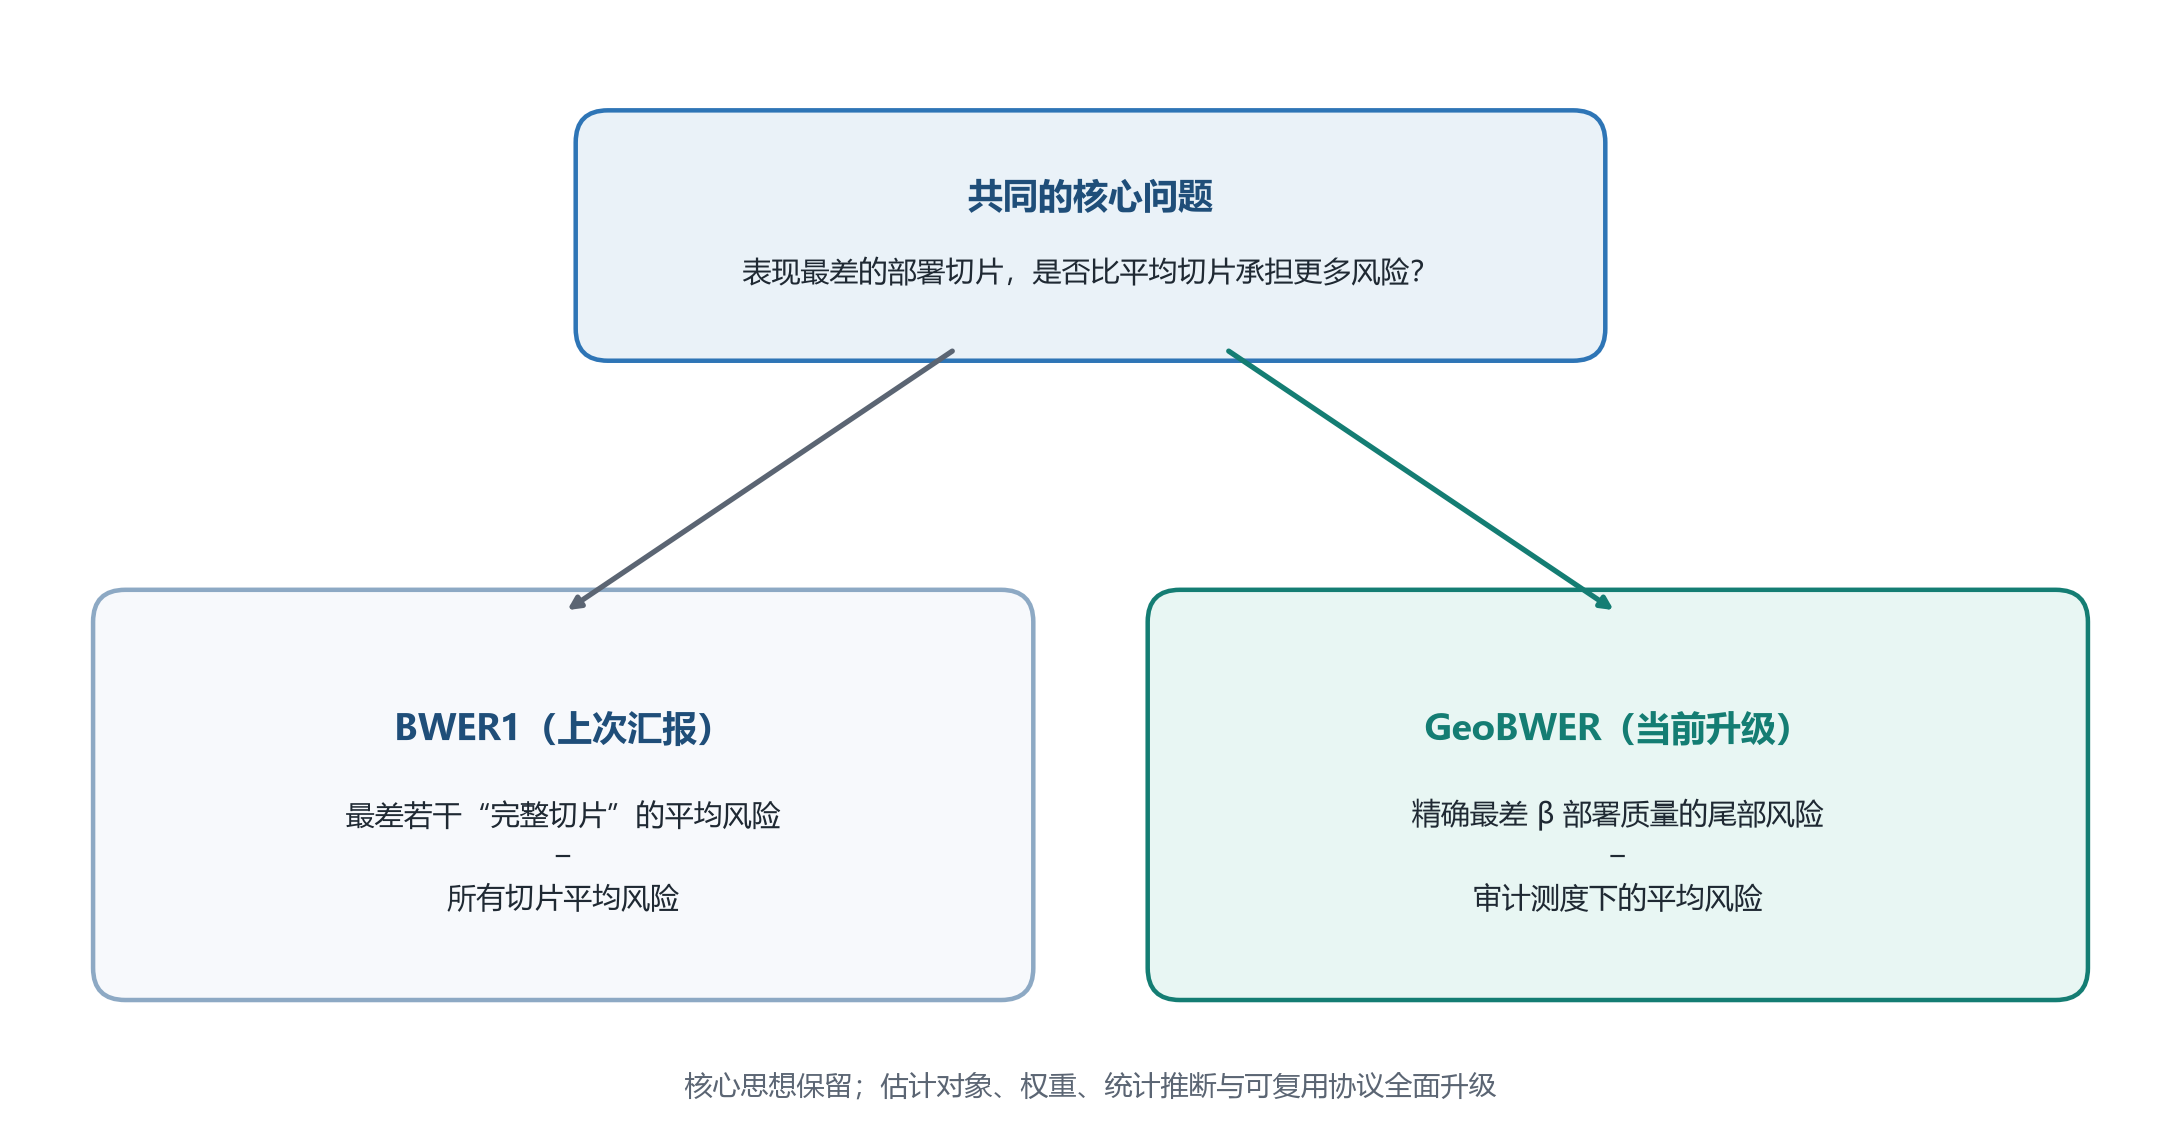 共同的核心问题
表现最差的部署切片，是否比平均切片承担更多风险？
BWER1（上次汇报）
最差若干“完整切片”的平均风险
–
所有切片平均风险
GeoBWER（当前升级）
精确最差 β 部署质量的尾部风险
–
审计测度下的平均风险
核心思想保留；估计对象、权重、统计推断与可复用协议全面升级